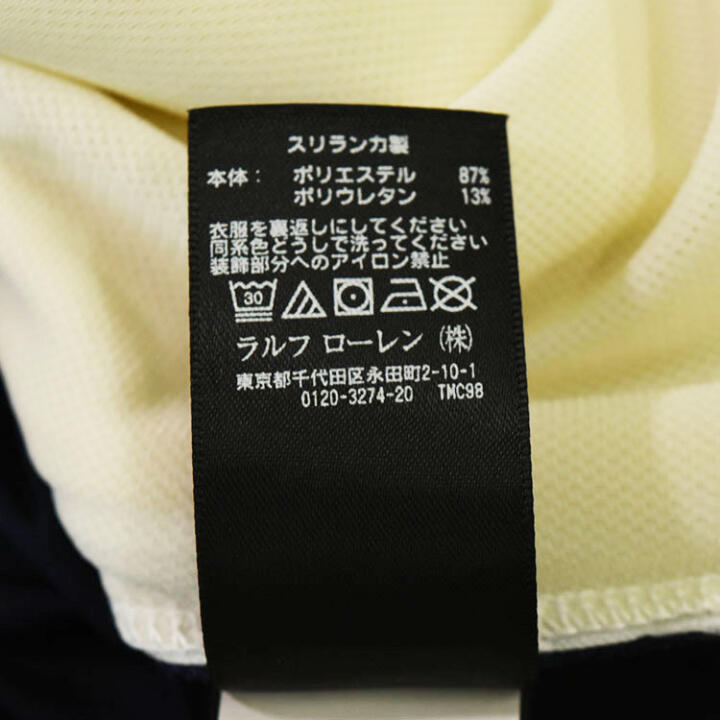 スリランカ製
本体: ポリエステル 87%
ポリウレタン 13%
衣服を裏返しにしてください
同系色どうしで洗ってください
装飾部分へのアイロン禁止
30
ラルフ ローレン (株)
東京都千代田区永田町2-10-1
0120-3274-20 TMC98